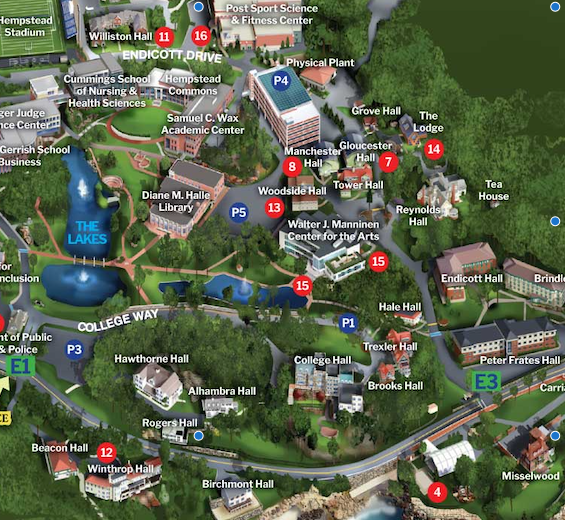 Hempstead
Stadium
Williston Hall
11
16
Post Sport Science
& Fitness Center
ENDICOTT DRIVE
Physical Plant
P4
Cummings School
of Nursing &
Health Sciences
Hempstead
Commons
Samuel C. Wax
Academic Center
Grove Hall
The
Lodge
14
ger Judge
nce Center
Gerrish School
Business
Manchester
Hall
8
Gloucester
Hall
7
Tower Hall
Diane M. Halle
Library
Woodside Hall
13
P5
Reynolds
Hall
Tea
House
THE
LAKES
Walter J. Manninen
Center for the Arts
15
15
for
nclusion
Endicott Hall
Brindle
COLLEGE WAY
P1
Hale Hall
nt of Public
& Police
P3
E1
Trexler Hall
Peter Frates Hall
Hawthorne Hall
College Hall
Brooks Hall
E3
Alhambra Hall
Carria
Rogers Hall
Beacon Hall
12
Winthrop Hall
Birchmont Hall
4
Misselwood